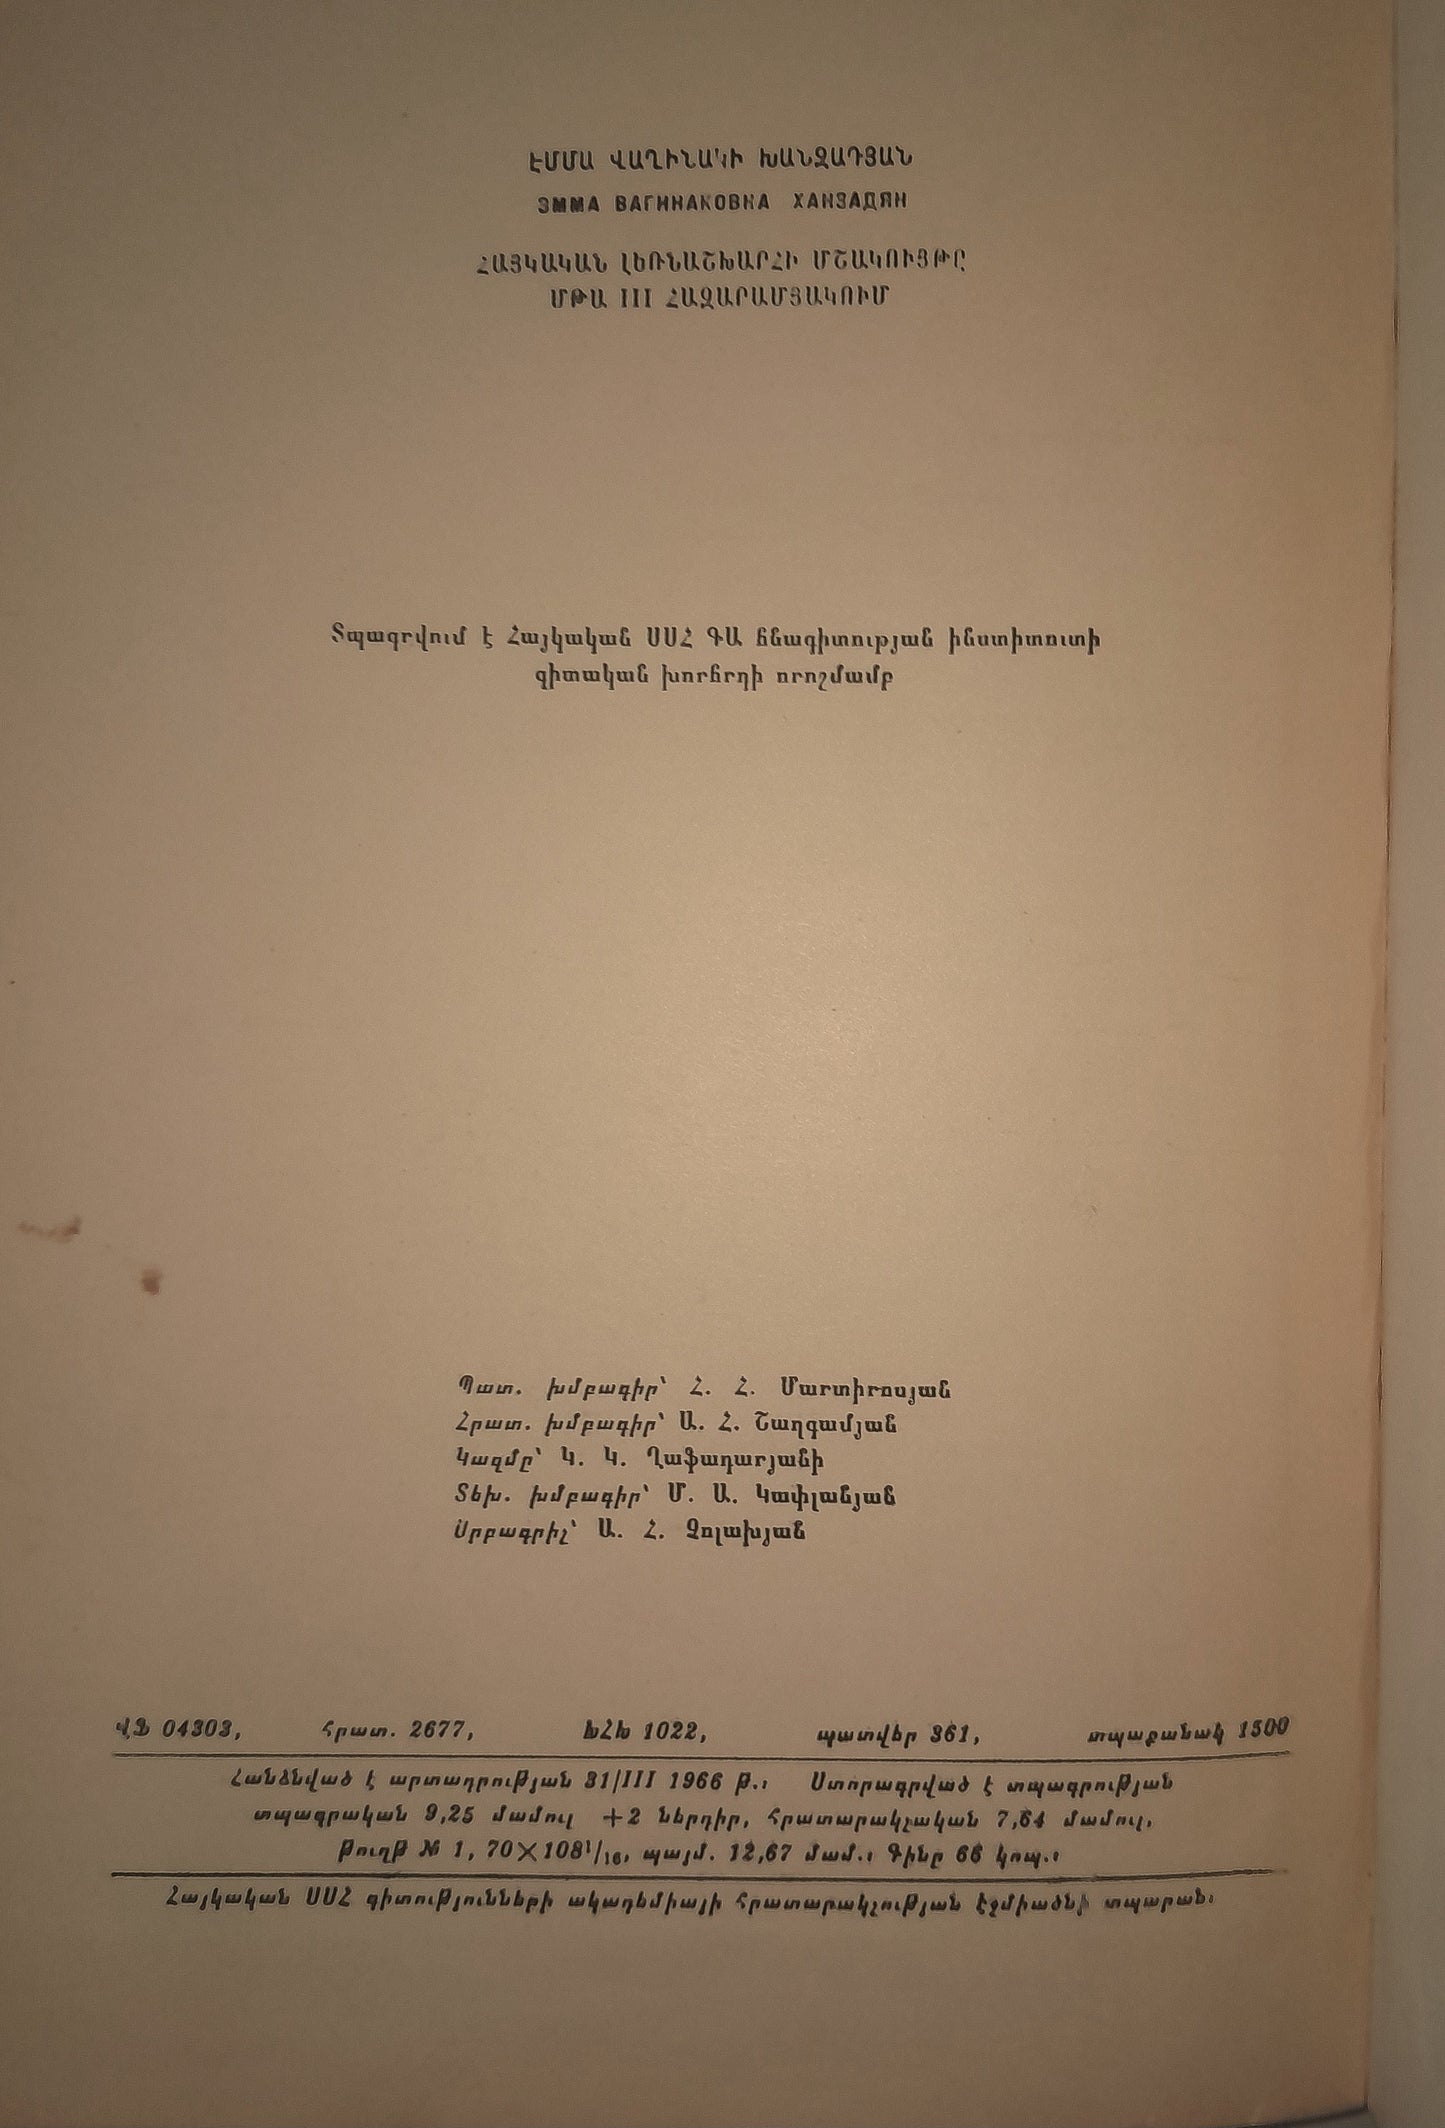 ԷՄՄԱ ՎԱՂԻՆԱԿԻ ԽԱՆԶԱԴՅԱՆ
ЭММА ВАГИНАКОВНА ХАНЗАДЯН
ՀԱՅԿԱԿԱՆ ԼԵՌՆԱՇԽԱՐՀԻ ՄՇԱԿՈՒՅԹԸ
ՄԹԱ III ՀԱԶԱՐԱՄՅԱԿՈՒՄ
Տպագրվում է Հայկական ՍՍՀ ԳԱ հնագիտության ինստիտուտի
գիտական խորհրդի որոշմամբ
Պատ. խմբագիր՝ Հ. Հ. Մարտիրոսյան
Հրատ. խմբագիր՝ Ա. Հ. Շաղգամյան
Կազմը՝ Կ. Կ. Ղաֆադարյանի
Տեխ. խմբագիր՝ Մ. Ա. Կափլանյան
Սրբագրիչ՝ Ա. Հ. Չոլախյան
ՎՖ 04303, հրատ. 2677, ԽՀԽ 1022, պատվեր 361, տպաքանակ 1500
Հանձնված է արտադրության 31/III 1966 թ.։ Ստորագրված է տպագրության
տպագրական 9,25 մամուլ +2 ներդիր, հրատարակչական 7,64 մամուլ,
թուղթ № 1, 70×108¹/₁₆, պայմ. 12,67 մամ.։ Գինը 66 կոպ.։
Հայկական ՍՍՀ գիտությունների ակադեմիայի հրատարակչության էջմիածնի տպարան։